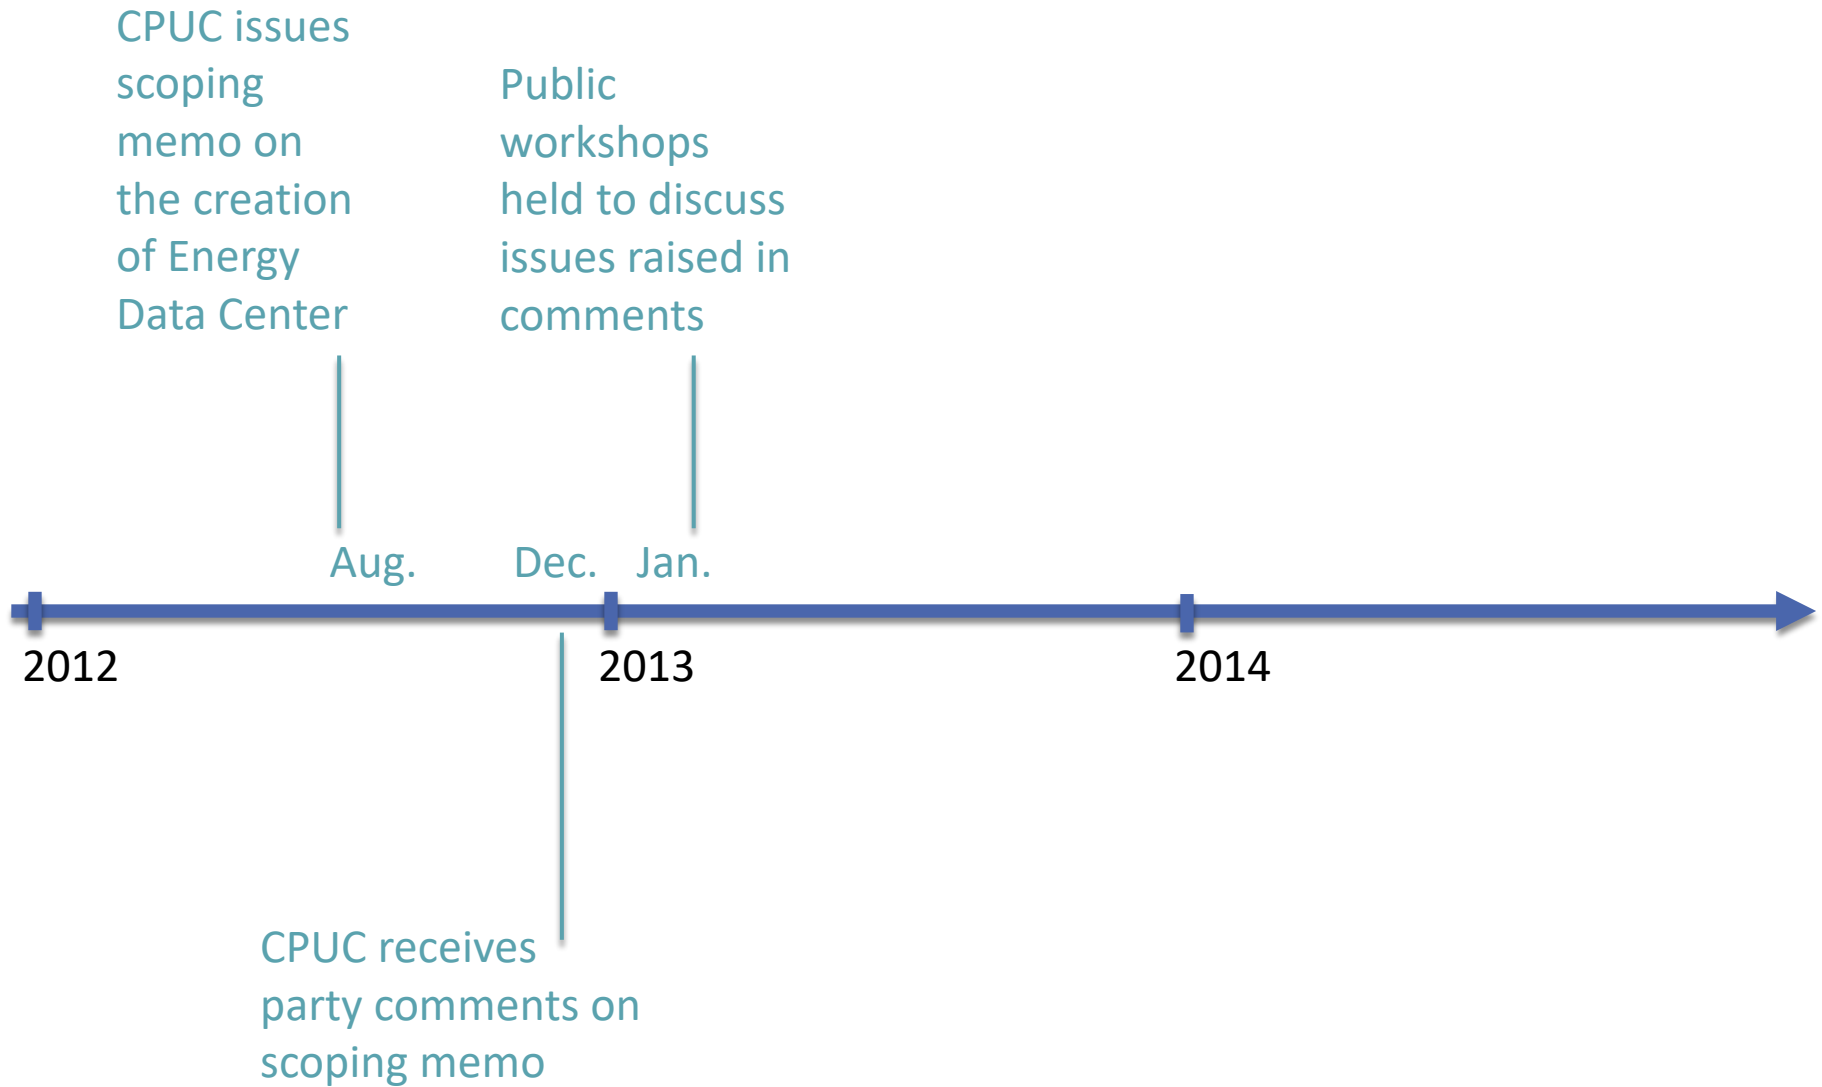 CPUC issues
scoping
memo on
the creation
of Energy
Data Center
Public
workshops
held to discuss
issues raised in
comments
Aug.
Dec.
Jan.
2012
2013
2014
CPUC receives
party comments on
scoping memo